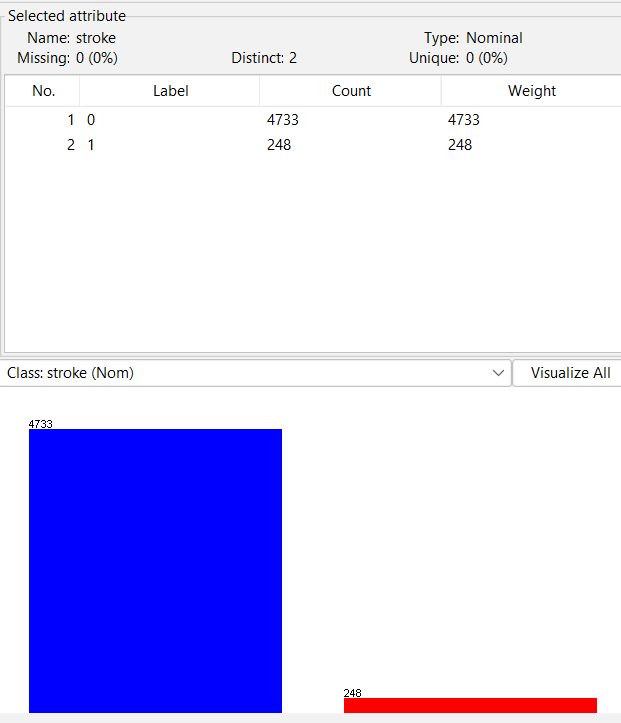 Selected attribute
Name: stroke Type: Nominal
Missing: 0 (0%) Distinct: 2 Unique: 0 (0%)
No. Label Count Weight
1 0 4733 4733
2 1 248 248
Class: stroke (Nom) Visualize All
4733
248